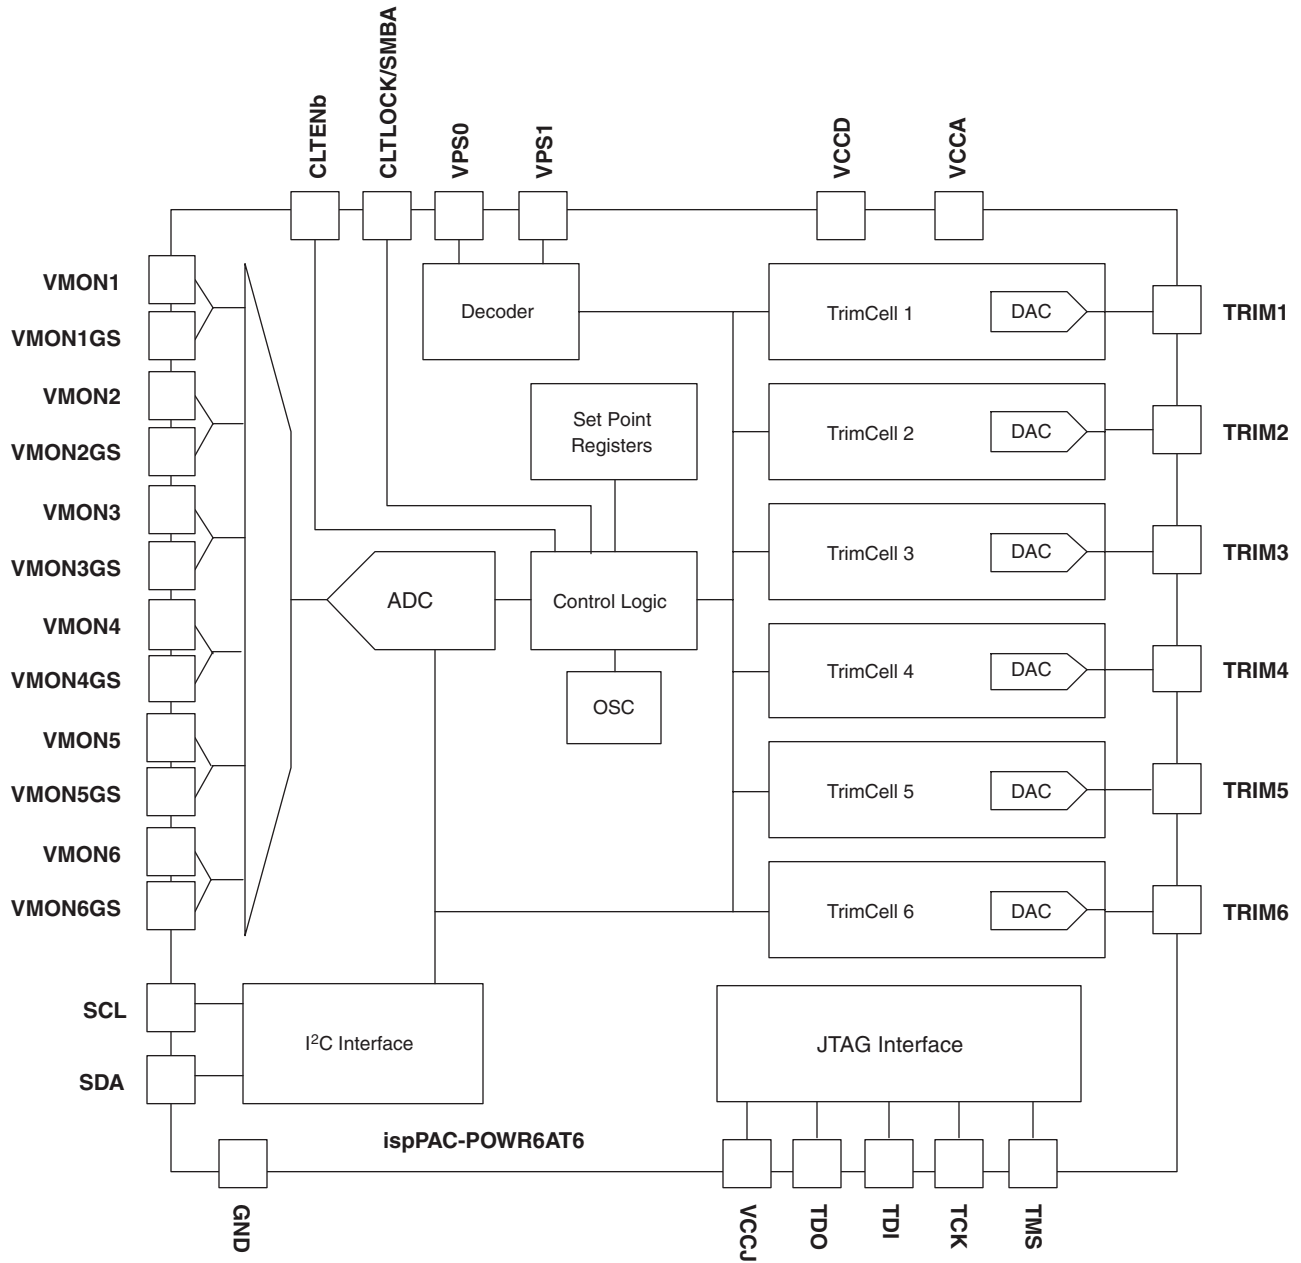 CLTENb
CLTLOCK/SMBA
VPS0
VPS1
VCCD
VCCA
VMON1
VMON1GS
VMON2
VMON2GS
VMON3
VMON3GS
VMON4
VMON4GS
VMON5
VMON5GS
VMON6
VMON6GS
SCL
SDA
Decoder
Set Point
Registers
ADC
Control Logic
OSC
I²C Interface
TrimCell 1
DAC
TRIM1
TrimCell 2
DAC
TRIM2
TrimCell 3
DAC
TRIM3
TrimCell 4
DAC
TRIM4
TrimCell 5
DAC
TRIM5
TrimCell 6
DAC
TRIM6
JTAG Interface
ispPAC-POWR6AT6
GND
VCCJ
TDO
TDI
TCK
TMS